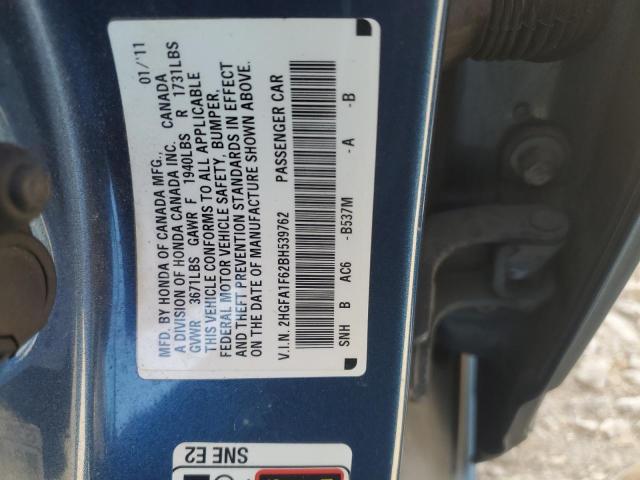 MFD. BY HONDA OF CANADA MFG., 01/'11
A DIVISION OF HONDA CANADA INC. CANADA
GVWR 3671LBS GAWR F 1940LBS R 1731LBS
THIS VEHICLE CONFORMS TO ALL APPLICABLE
FEDERAL MOTOR VEHICLE SAFETY, BUMPER,
AND THEFT PREVENTION STANDARDS IN EFFECT
ON THE DATE OF MANUFACTURE SHOWN ABOVE.
V.I.N. 2HGFA1F62BH539762 PASSENGER CAR
SNH B AC6 -B537M -A -B
SNE E2